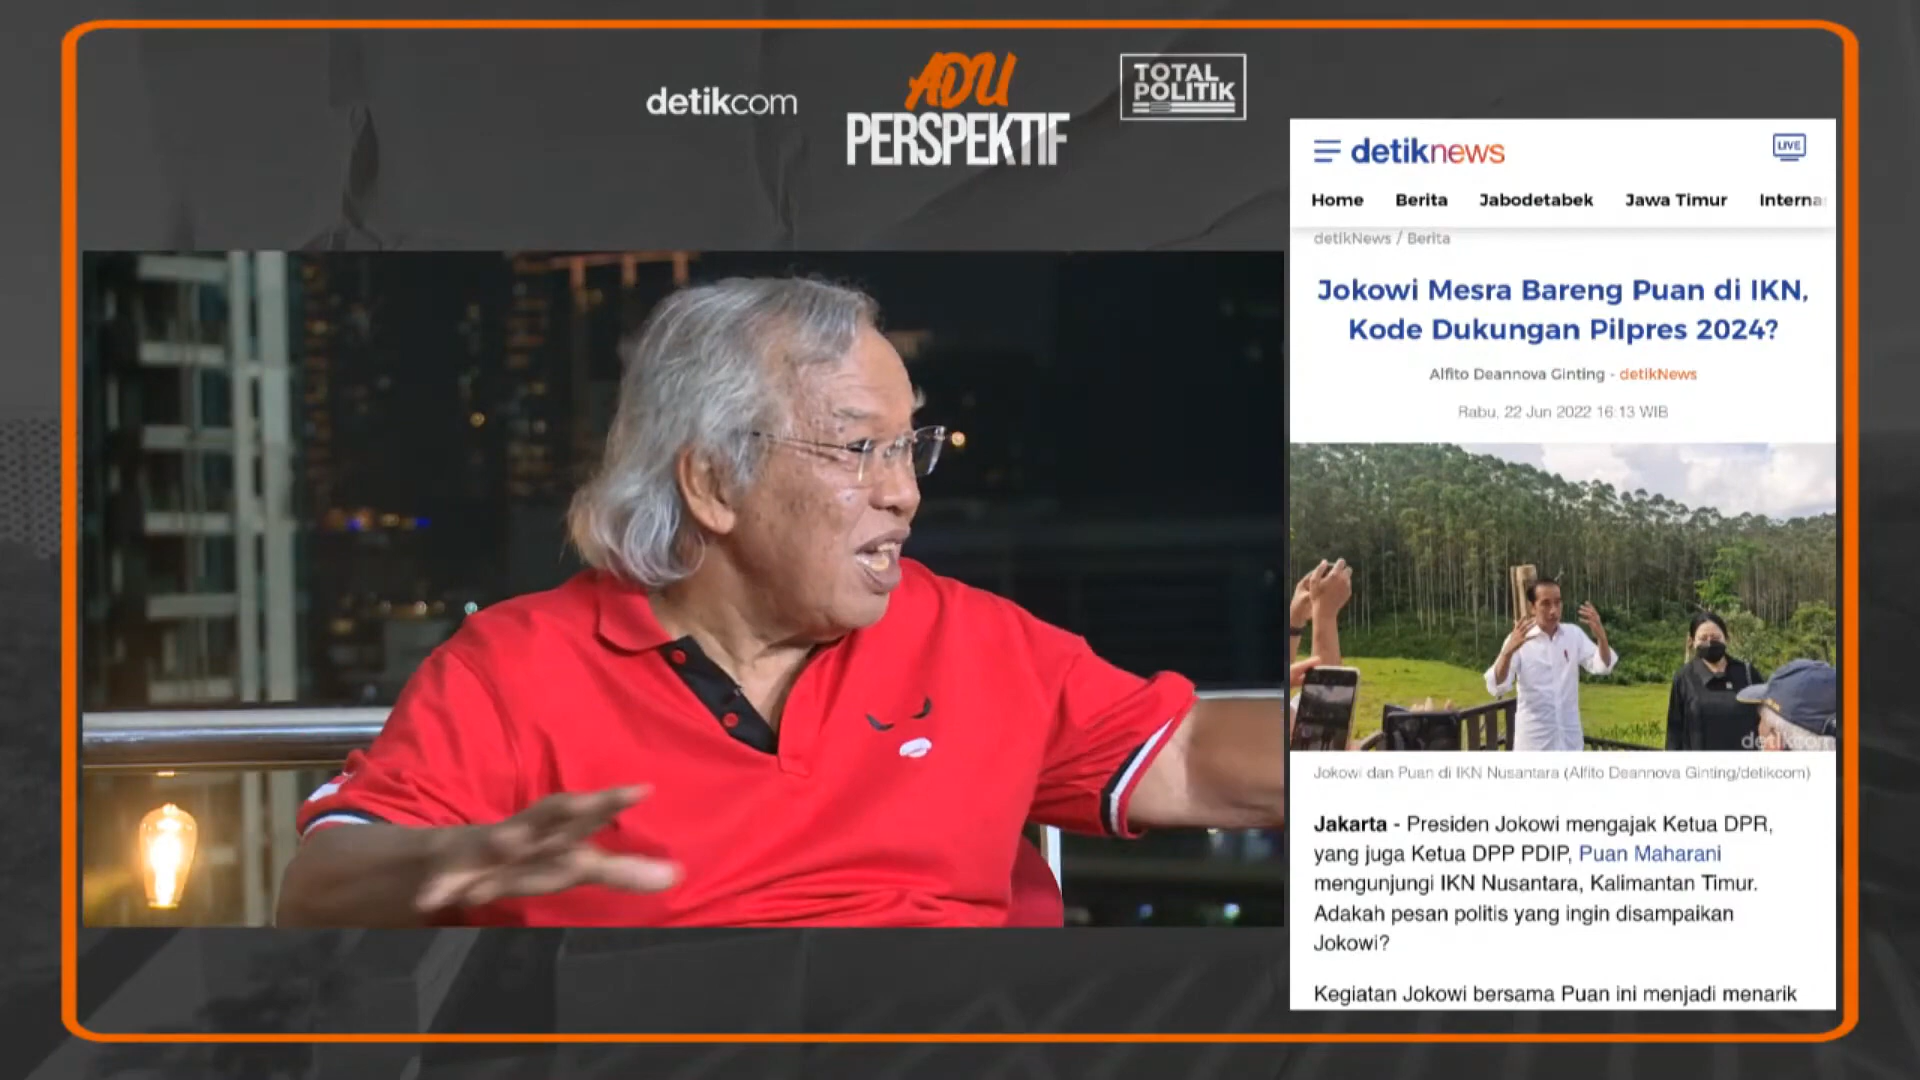 detikcom
ADU
PERSPEKTIF
TOTAL
POLITIK
detiknews
LIVE
Home Berita Jabodetabek Jawa Timur Interna
detikNews / Berita
Jokowi Mesra Bareng Puan di IKN,
Kode Dukungan Pilpres 2024?
Alfito Deannova Ginting - detikNews
Rabu, 22 Jun 2022 16:13 WIB
detikcom
Jokowi dan Puan di IKN Nusantara (Alfito Deannova Ginting/detikcom)
Jakarta - Presiden Jokowi mengajak Ketua DPR,
yang juga Ketua DPP PDIP, Puan Maharani
mengunjungi IKN Nusantara, Kalimantan Timur.
Adakah pesan politis yang ingin disampaikan
Jokowi?
Kegiatan Jokowi bersama Puan ini menjadi menarik